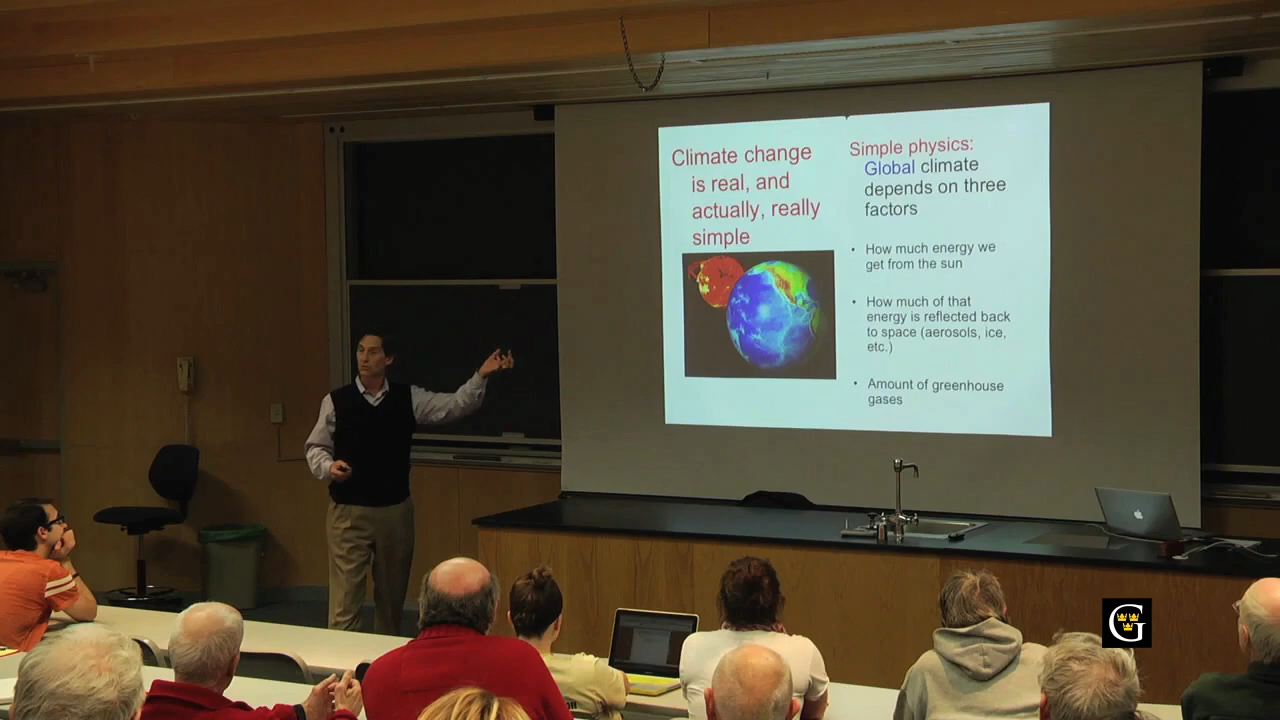 Climate change
is real, and
actually, really
simple
Simple physics:
Global climate
depends on three
factors
• How much energy we
get from the sun
• How much of that
energy is reflected back
to space (aerosols, ice,
etc.)
• Amount of greenhouse
gases
G